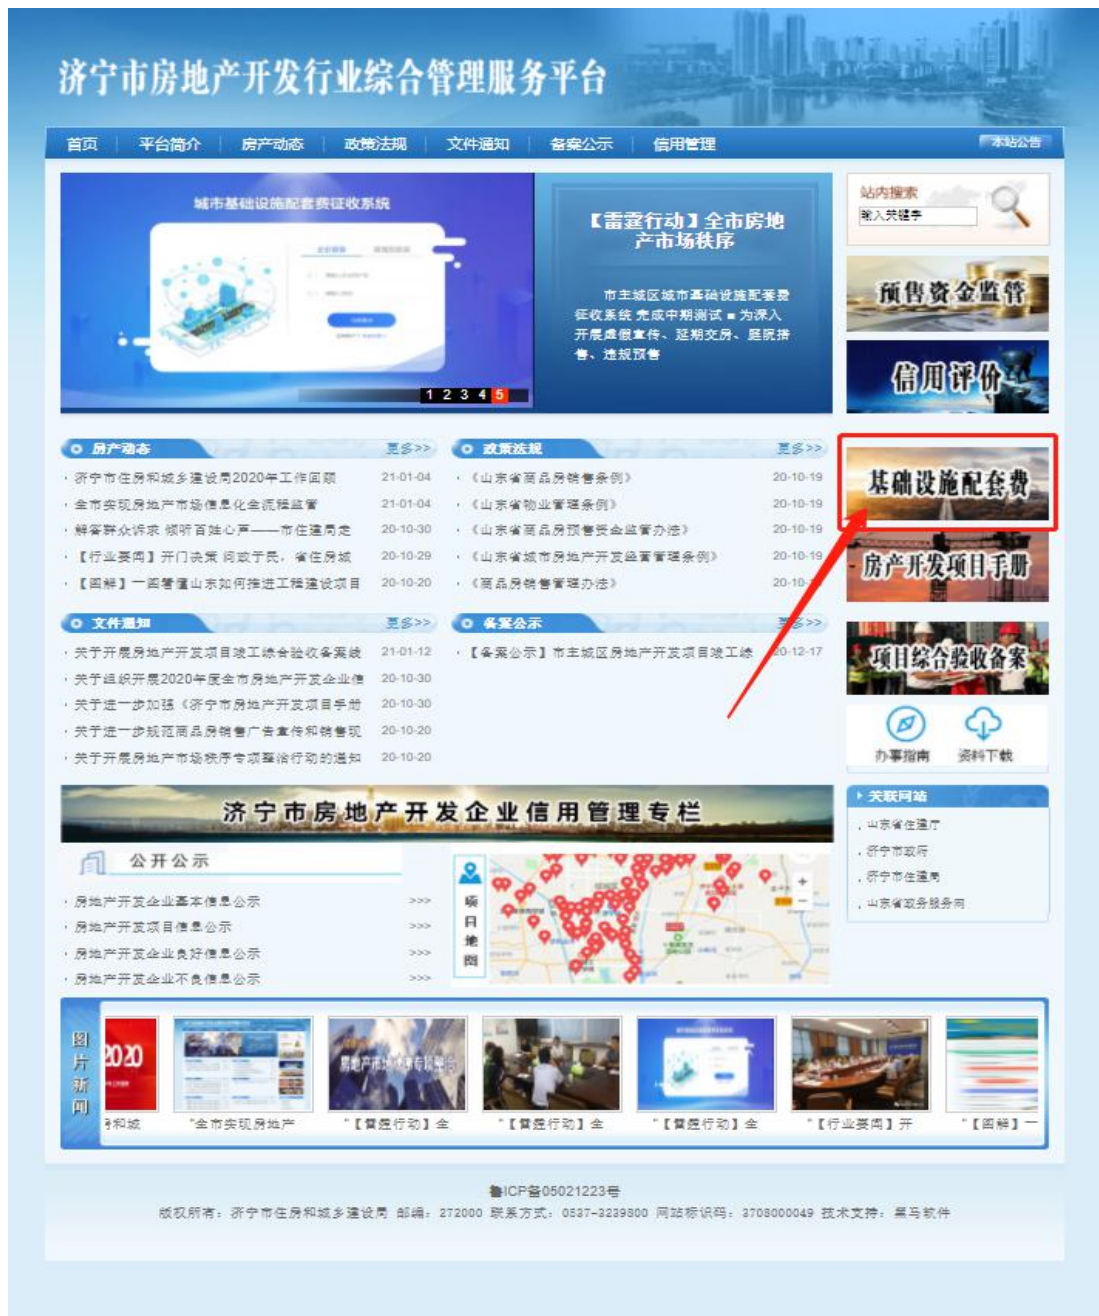 济宁市房地产开发行业综合管理服务平台
首页 平台简介 房产动态 政策法规 文件通知 备案公示 信用管理 本站公告
城市基础设施配套费征收系统
1 2 3 4 5
【雷霆行动】全市房地
产市场秩序
市主城区城市基础设施配套费
征收系统 完成中期测试 ■ 为深入
开展虚假宣传、延期交房、庭院搭
售、违规预售
站内搜索
输入关键字
预售资金监管
信用评价
基础设施配套费
房产开发项目手册
项目综合验收备案
办事指南 资料下载
房产动态 更多>>
· 济宁市住房和城乡建设局2020年工作回顾 21-01-04
· 全市实现房地产市场信息化全流程监管 21-01-04
· 解答群众诉求 倾听百姓心声——市住建局走 20-10-30
· 【行业要闻】开门决策 问政于民，省住房城 20-10-29
· 【图解】一图看懂山东如何推进工程建设项目 20-10-20
政策法规 更多>>
· 《山东省商品房销售条例》 20-10-19
· 《山东省物业管理条例》 20-10-19
· 《山东省商品房预售资金监管办法》 20-10-19
· 《山东省城市房地产开发经营管理条例》 20-10-19
· 《商品房销售管理办法》 20-10-
文件通知 更多>>
· 关于开展房地产开发项目竣工综合验收备案线 21-01-12
· 关于组织开展2020年度全市房地产开发企业信 20-10-30
· 关于进一步加强《济宁市房地产开发项目手册 20-10-30
· 关于进一步规范商品房销售广告宣传和销售现 20-10-20
· 关于开展房地产市场秩序专项整治行动的通知 20-10-20
备案公示 更多>>
· 【备案公示】市主城区房地产开发项目竣工综 20-12-17
济宁市房地产开发企业信用管理专栏
关联网站
山东省住建厅
济宁市政府
济宁市住建局
山东省政务服务网
公开公示
· 房地产开发企业基本信息公示 >>>
· 房地产开发项目信息公示 >>>
· 房地产开发企业良好信息公示 >>>
· 房地产开发企业不良信息公示 >>>
项目地图
+
−
图片新闻
2020
房地产市场秩序专项整治
房和城 "全市实现房地产 "【雷霆行动】全 "【雷霆行动】全 "【雷霆行动】全 "【行业要闻】开 "【图解】一
鲁ICP备05021223号
版权所有：济宁市住房和城乡建设局 邮编：272000 联系方式：0537-3239800 网站标识码：3708000049 技术支持：黑马软件